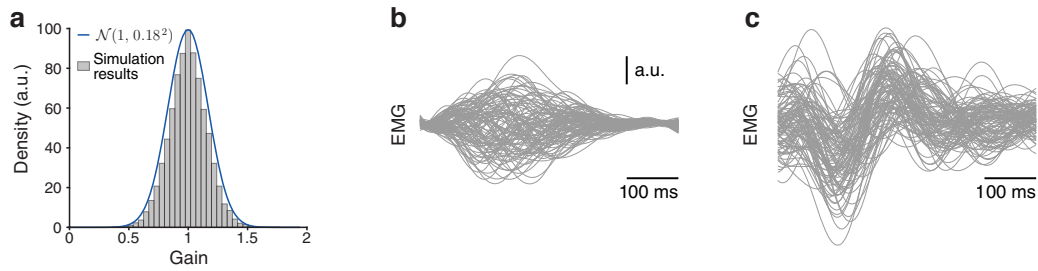 a
100
80
60
40
20
0
Density (a.u.)
N(1, 0.18²)
Simulation
results
0
0.5
1
1.5
2
Gain
b
EMG
a.u.
100 ms
c
EMG
100 ms